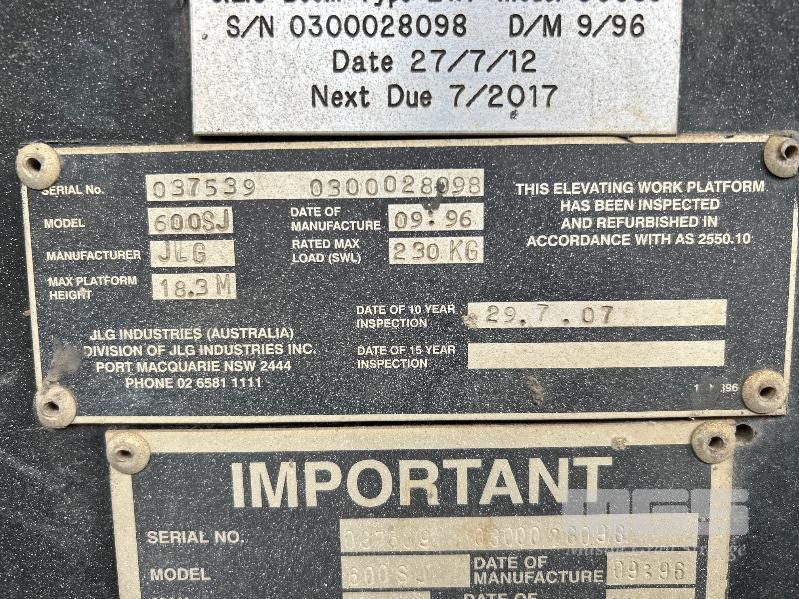 S/N 0300028098 D/M 9/96
Date 27/7/12
Next Due 7/2017
SERIAL No. 037539 0300028098
MODEL 600SJ
DATE OF MANUFACTURE 09:96
MANUFACTURER JLG
RATED MAX LOAD (SWL) 230 KG
MAX PLATFORM HEIGHT 18.3 M
THIS ELEVATING WORK PLATFORM
HAS BEEN INSPECTED
AND REFURBISHED IN
ACCORDANCE WITH AS 2550.10
DATE OF 10 YEAR INSPECTION 29.7.07
DATE OF 15 YEAR INSPECTION
JLG INDUSTRIES (AUSTRALIA)
DIVISION OF JLG INDUSTRIES INC.
PORT MACQUARIE NSW 2444
PHONE 02 6581 1111
IMPORTANT
SERIAL NO. 037539 0300028098
MODEL 600SJ
DATE OF MANUFACTURE 09:96